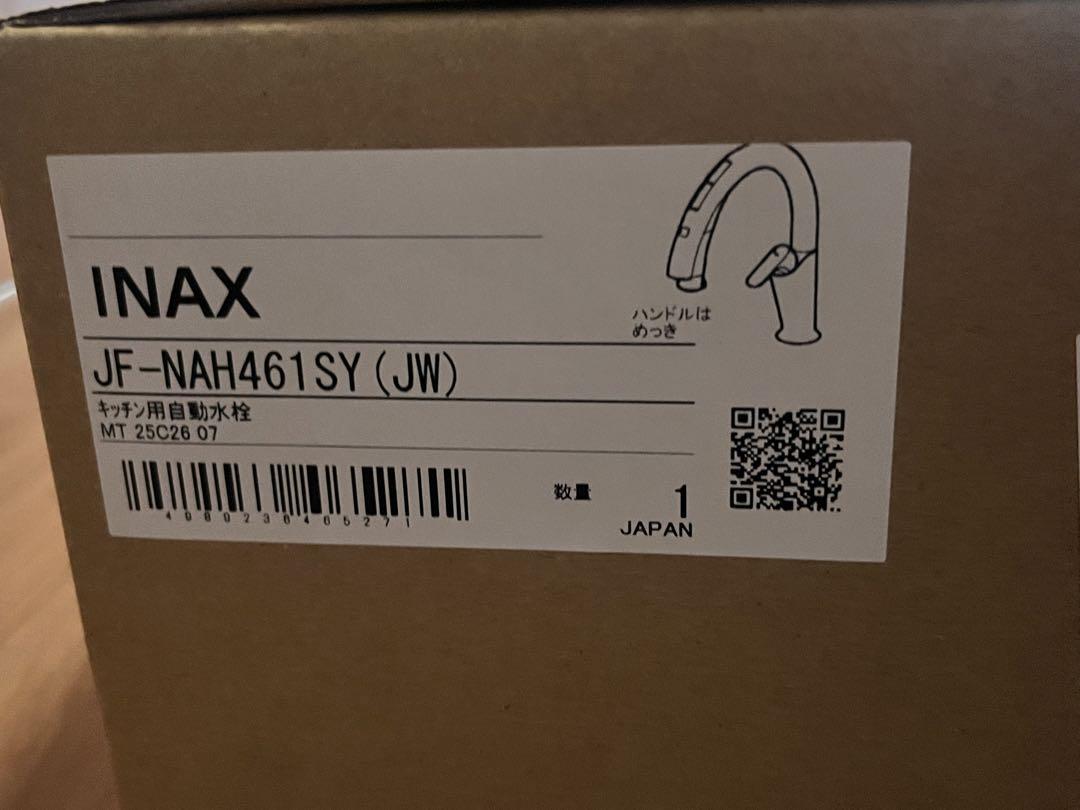 INAX
ハンドルは
めっき
JF-NAH461SY(JW)
キッチン用自動水栓
MT 25C26 07
数量 1
JAPAN